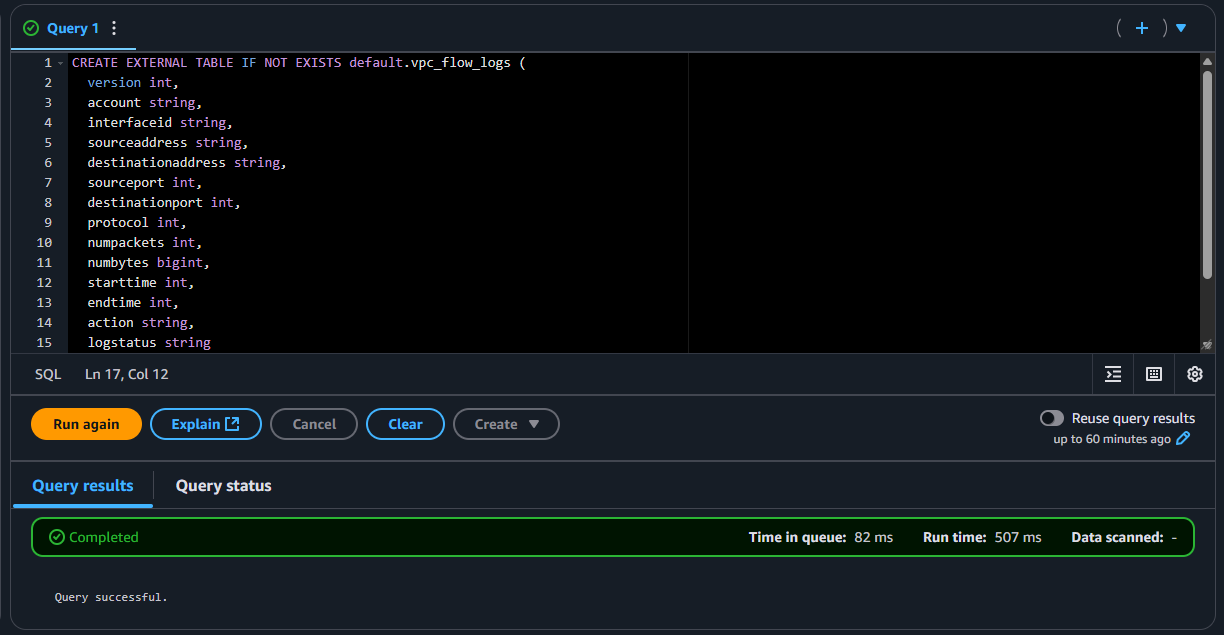 Query 1
( + )
1 CREATE EXTERNAL TABLE IF NOT EXISTS default.vpc_flow_logs (
2 version int,
3 account string,
4 interfaceid string,
5 sourceaddress string,
6 destinationaddress string,
7 sourceport int,
8 destinationport int,
9 protocol int,
10 numpackets int,
11 numbytes bigint,
12 starttime int,
13 endtime int,
14 action string,
15 logstatus string
SQL Ln 17, Col 12
Run again Explain Cancel Clear Create Reuse query results
up to 60 minutes ago
Query results Query status
Completed Time in queue: 82 ms Run time: 507 ms Data scanned: -
Query successful.